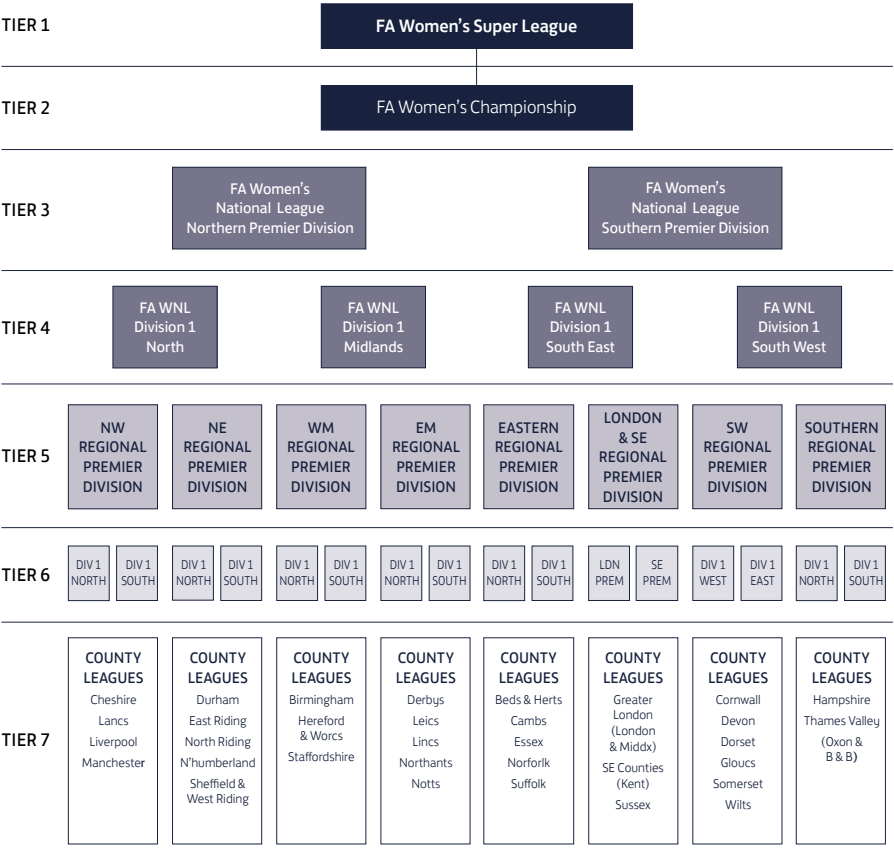 TIER 1
FA Women's Super League
TIER 2
FA Women's Championship
TIER 3
FA Women's
National League
Northern Premier Division
FA Women's
National League
Southern Premier Division
TIER 4
FA WNL
Division 1
North
FA WNL
Division 1
Midlands
FA WNL
Division 1
South East
FA WNL
Division 1
South West
TIER 5
NW
REGIONAL
PREMIER
DIVISION
NE
REGIONAL
PREMIER
DIVISION
WM
REGIONAL
PREMIER
DIVISION
EM
REGIONAL
PREMIER
DIVISION
EASTERN
REGIONAL
PREMIER
DIVISION
LONDON
& SE
REGIONAL
PREMIER
DIVISION
SW
REGIONAL
PREMIER
DIVISION
SOUTHERN
REGIONAL
PREMIER
DIVISION
TIER 6
DIV 1
NORTH
DIV 1
SOUTH
DIV 1
NORTH
DIV 1
SOUTH
DIV 1
NORTH
DIV 1
SOUTH
DIV 1
NORTH
DIV 1
SOUTH
DIV 1
NORTH
DIV 1
SOUTH
LDN
PREM
SE
PREM
DIV 1
WEST
DIV 1
EAST
DIV 1
NORTH
DIV 1
SOUTH
TIER 7
COUNTY
LEAGUES
Cheshire
Lancs
Liverpool
Manchester
COUNTY
LEAGUES
Durham
East Riding
North Riding
N'humberland
Sheffield &
West Riding
COUNTY
LEAGUES
Birmingham
Hereford
& Worcs
Staffordshire
COUNTY
LEAGUES
Derbys
Leics
Lincs
Northants
Notts
COUNTY
LEAGUES
Beds & Herts
Cambs
Essex
Norforlk
Suffolk
COUNTY
LEAGUES
Greater
London
(London
& Middx)
SE Counties
(Kent)
Sussex
COUNTY
LEAGUES
Cornwall
Devon
Dorset
Gloucs
Somerset
Wilts
COUNTY
LEAGUES
Hampshire
Thames Valley
(Oxon &
B & B)